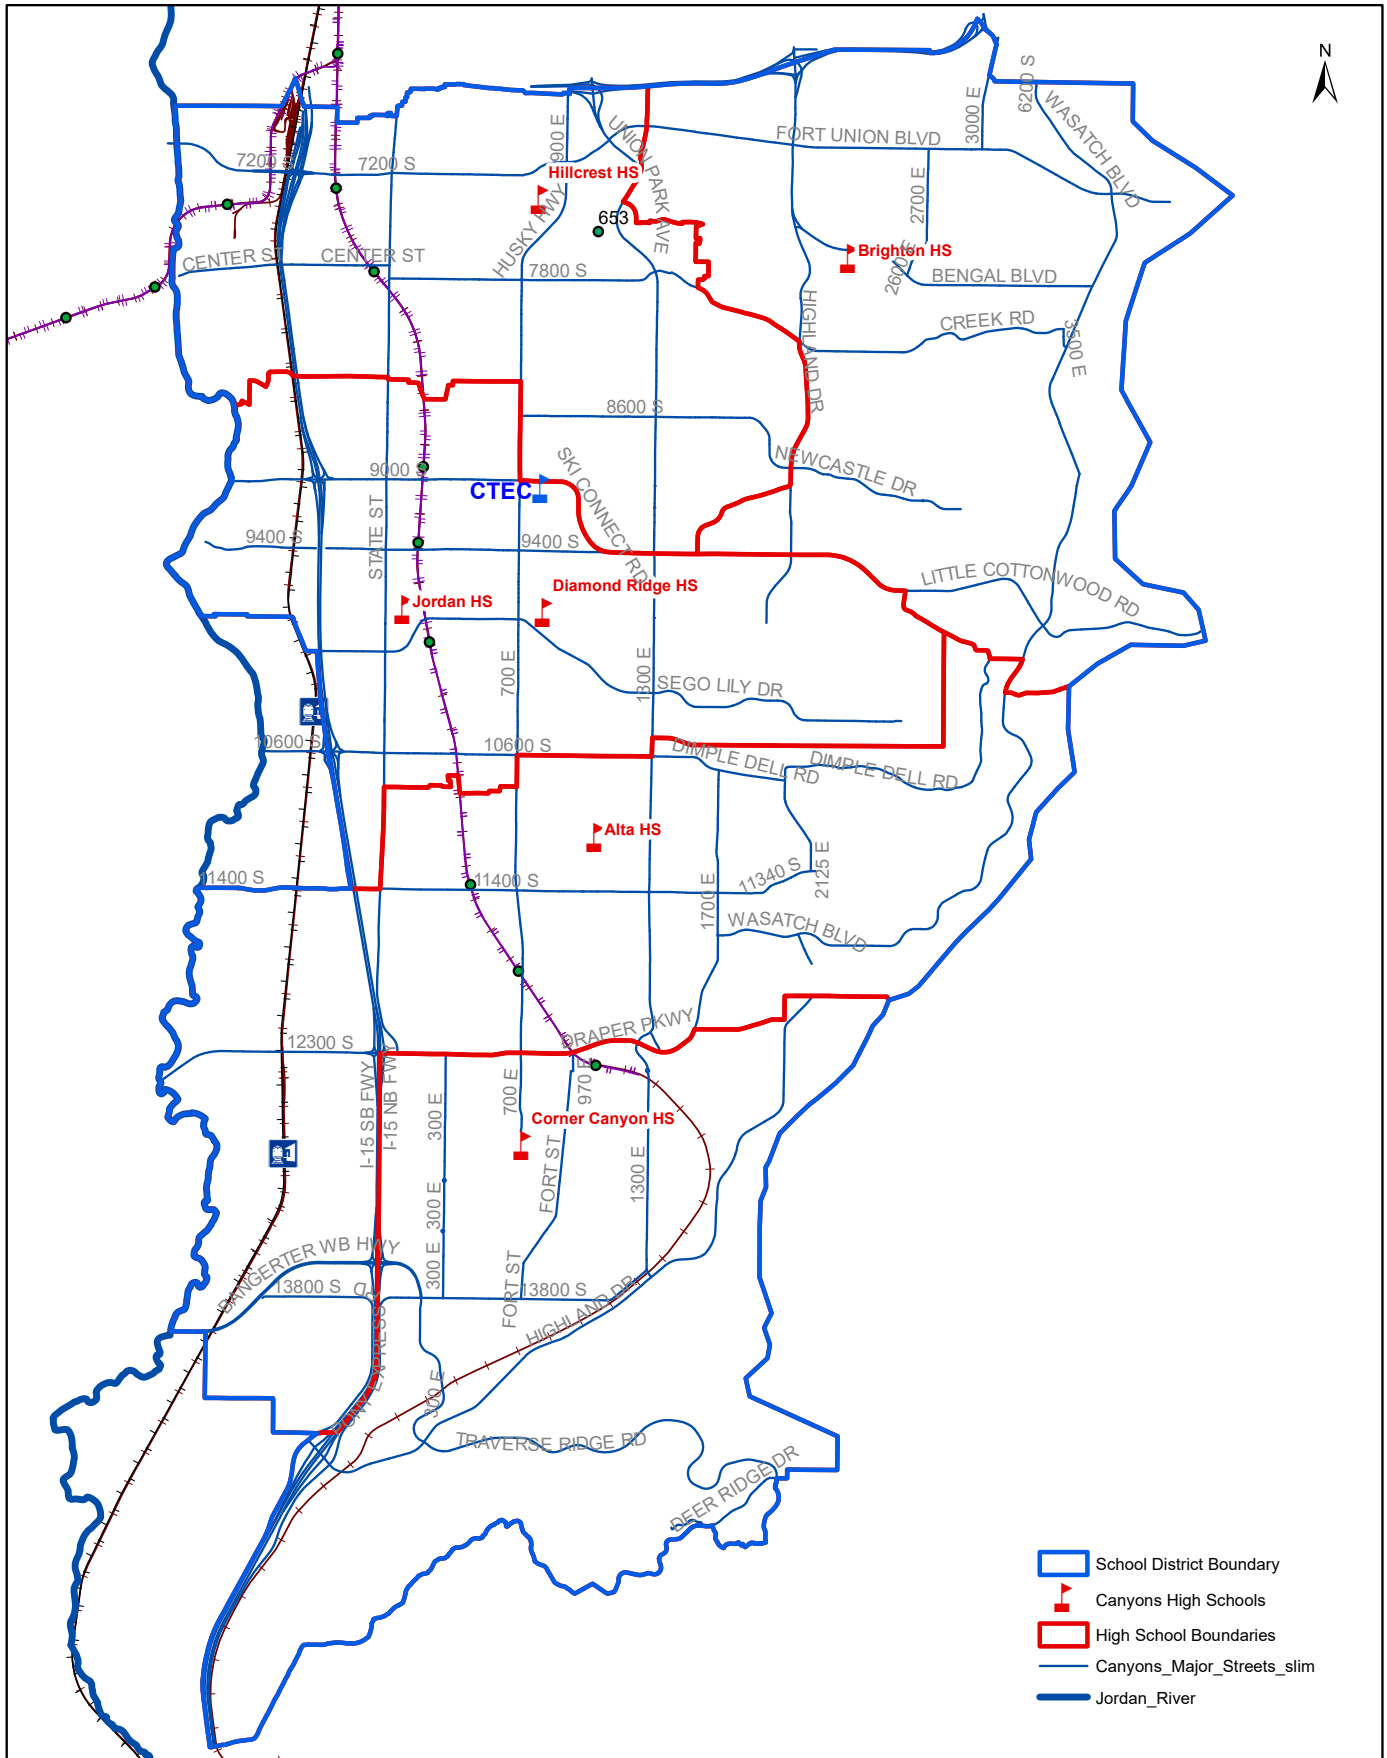 N
6200 S
3000 E
WASATCH BLVD
900 E
UNION PARK AVE
FORT UNION BLVD
7200 S
7200 S
Hillcrest HS
2700 E
HUSKY HWY
653
Brighton HS
CENTER ST
CENTER ST
7800 S
2600 E
BENGAL BLVD
HIGHLAND DR
CREEK RD
3500 E
8600 S
SKI CONNECT RD
NEWCASTLE DR
9000 S
CTEC
STATE ST
9400 S
9400 S
LITTLE COTTONWOOD RD
Diamond Ridge HS
Jordan HS
700 E
1300 E
SEGO LILY DR
10600 S
10600 S
DIMPLE DELL RD
DIMPLE DELL RD
Alta HS
2125 E
11400 S
11400 S
11340 S
1700 E
WASATCH BLVD
DRAPER PKWY
12300 S
I-15 SB FWY
I-15 NB FWY
700 E
970 E
300 E
Corner Canyon HS
FORT ST
1300 E
300 E
BANGERTER WB HWY
300 E
FORT ST
13800 S
13800 S
HIGHLAND DR
PONY EXPRESS RD
300 E
TRAVERSE RIDGE RD
DEER RIDGE DR
School District Boundary
Canyons High Schools
High School Boundaries
Canyons_Major_Streets_slim
Jordan_River